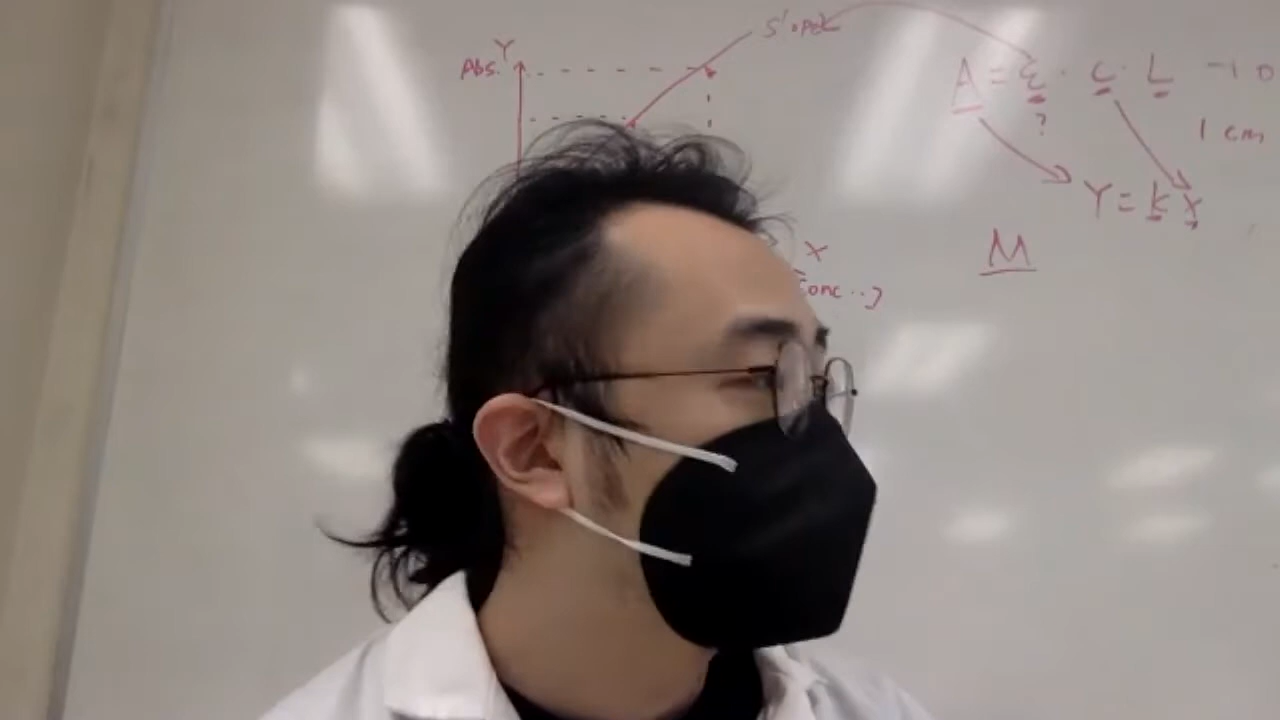 slope
Y
Abs.
A = ε · c · L
?
1 cm
Y = k x
M
X
conc..]